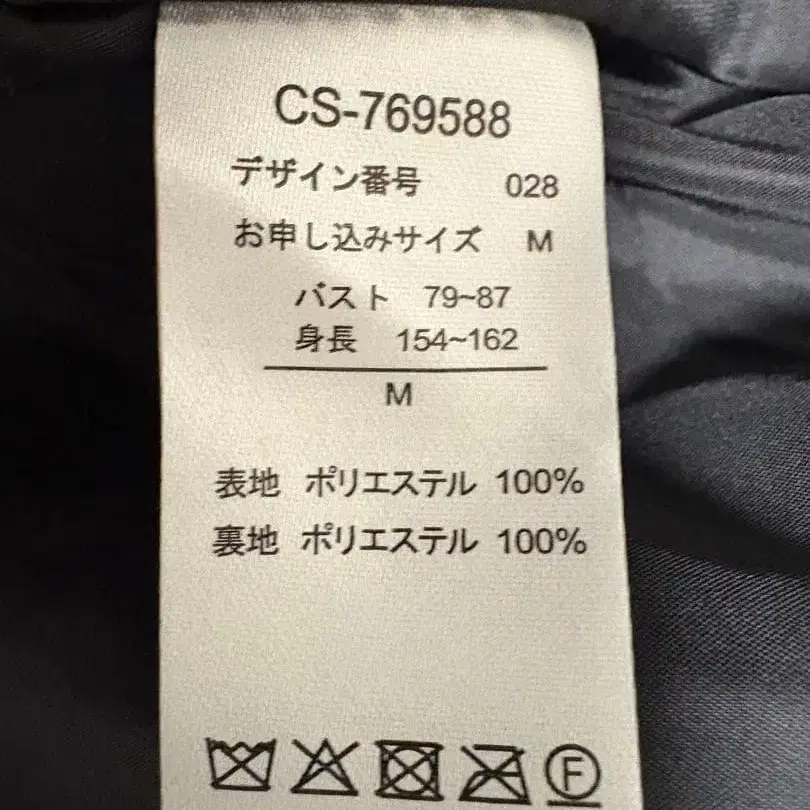 CS-769588
デザイン番号 028
お申し込みサイズ M
バスト 79~87
身長 154~162
M
表地 ポリエステル 100%
裏地 ポリエステル 100%
F